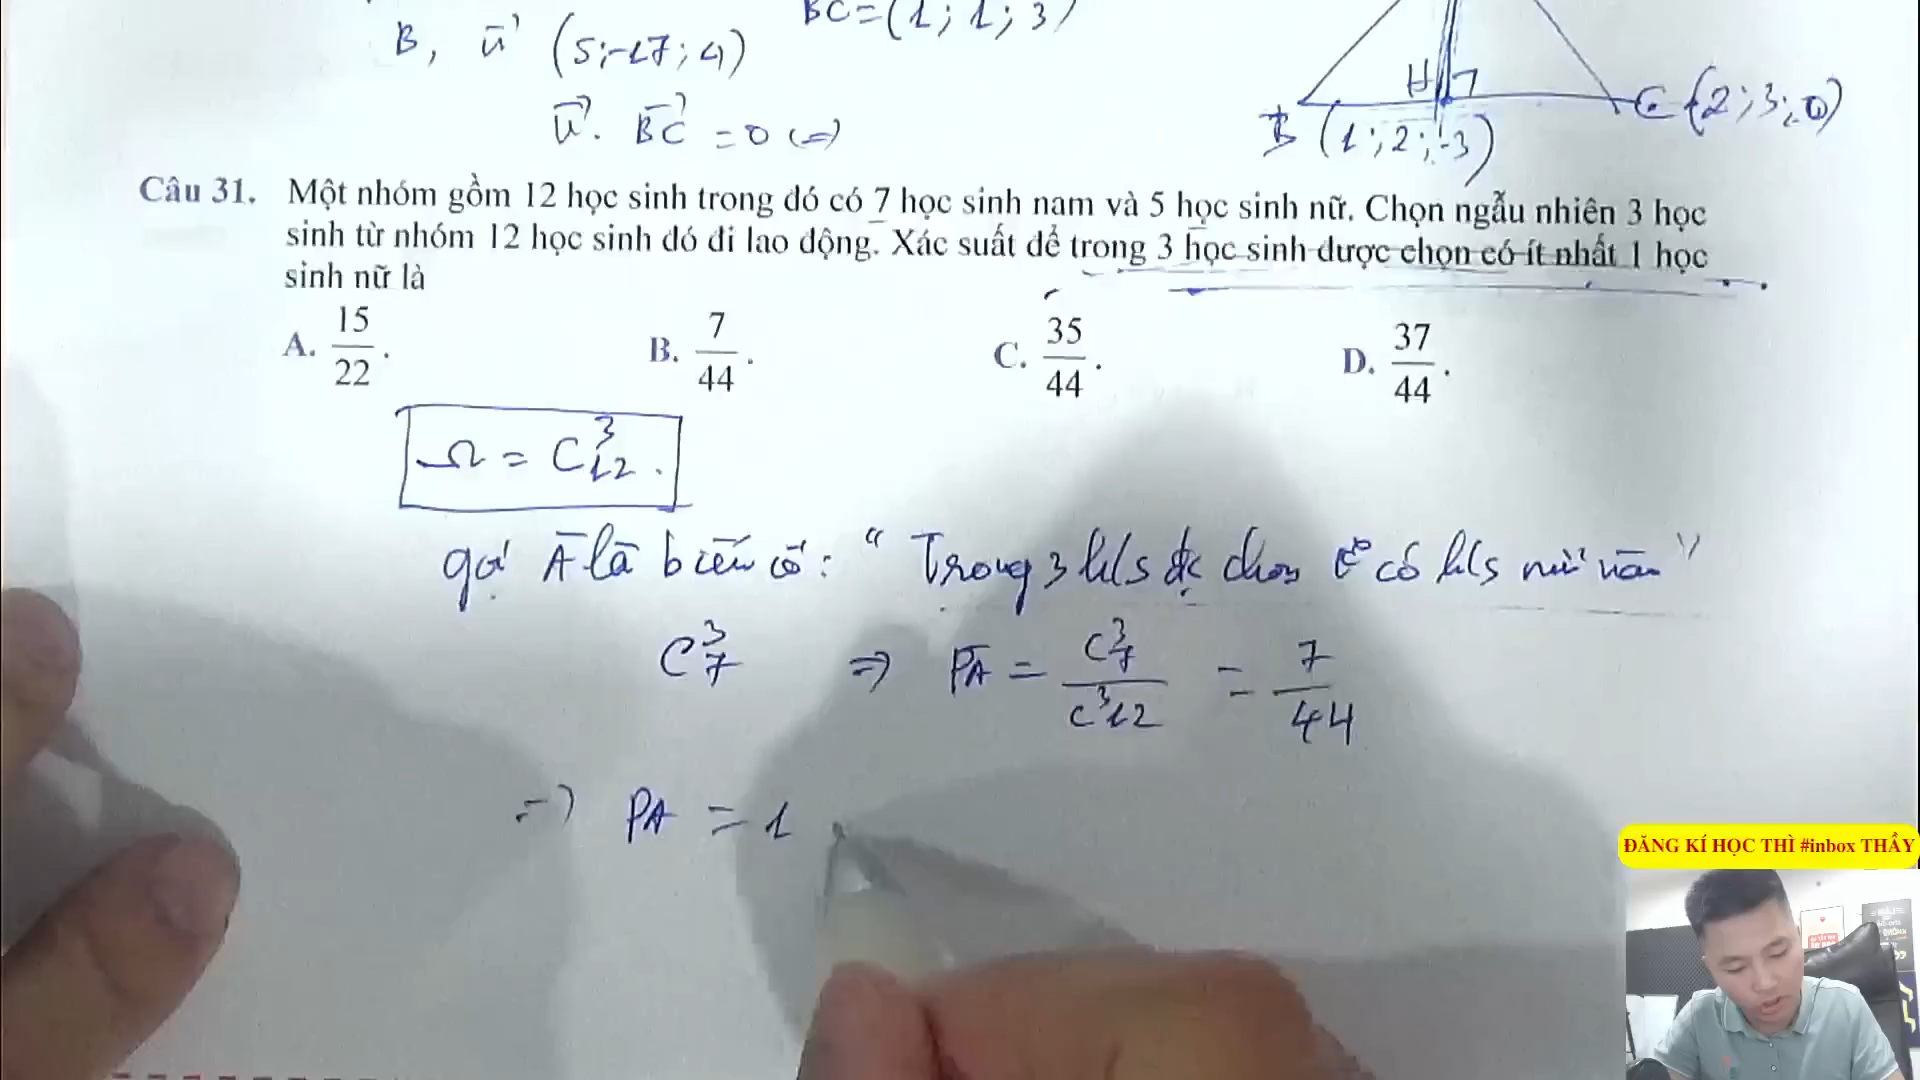 BC = (1; 1; 3)
B, u (5; -17; 4)
u. BC = 0 (=)
H
B (1; 2; -3)
C (2; 3; 0)
Câu 31. Một nhóm gồm 12 học sinh trong đó có 7 học sinh nam và 5 học sinh nữ. Chọn ngẫu nhiên 3 học
sinh từ nhóm 12 học sinh đó đi lao động. Xác suất để trong 3 học sinh được chọn có ít nhất 1 học
sinh nữ là
A. 15/22. B. 7/44. C. 35/44. D. 37/44.
Ω = C³₁₂.
gọi Ā là biến cố: " Trong 3 h/s đc chọn có h/s nữ nào "
C³₇ => PĀ = C³₇/C³₁₂ = 7/44
=> PA = 1
ĐĂNG KÍ HỌC THÌ #inbox THẦY